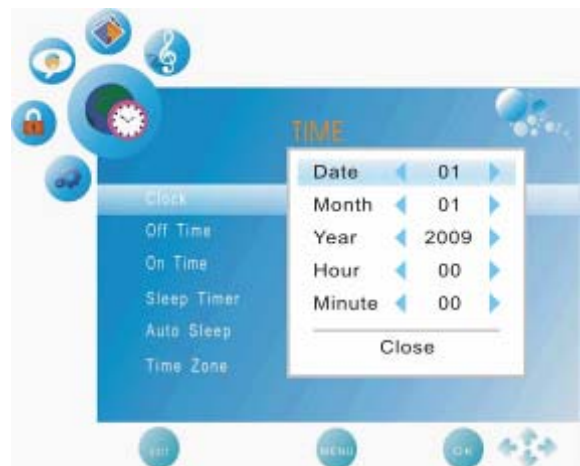 TIME
Clock
Off Time
On Time
Sleep Timer
Auto Sleep
Time Zone
Date 01
Month 01
Year 2009
Hour 00
Minute 00
Close
EXIT
MENU
OK